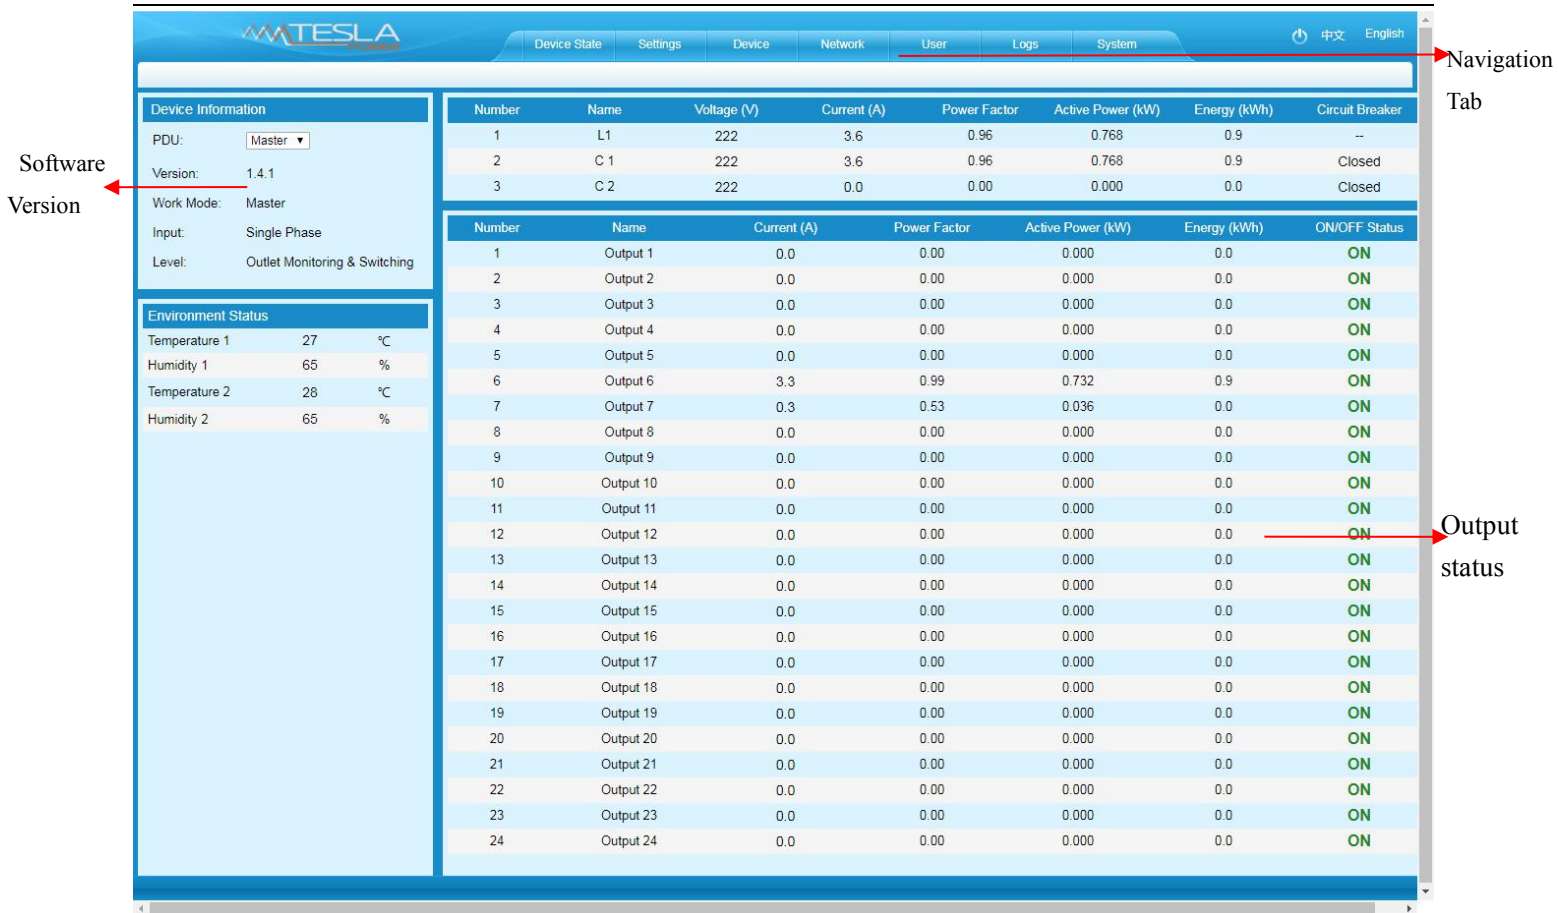 TESLA
Device State Settings Device Network User Logs System
中文 English
Navigation
Tab
Software
Version
Device Information
PDU: Master
Version: 1.4.1
Work Mode: Master
Input: Single Phase
Level: Outlet Monitoring & Switching
Environment Status
Temperature 1 27 ℃
Humidity 1 65 %
Temperature 2 28 ℃
Humidity 2 65 %
Number Name Voltage (V) Current (A) Power Factor Active Power (kW) Energy (kWh) Circuit Breaker
1 L1 222 3.6 0.96 0.768 0.9 --
2 C 1 222 3.6 0.96 0.768 0.9 Closed
3 C 2 222 0.0 0.00 0.000 0.0 Closed
Number Name Current (A) Power Factor Active Power (kW) Energy (kWh) ON/OFF Status
1 Output 1 0.0 0.00 0.000 0.0 ON
2 Output 2 0.0 0.00 0.000 0.0 ON
3 Output 3 0.0 0.00 0.000 0.0 ON
4 Output 4 0.0 0.00 0.000 0.0 ON
5 Output 5 0.0 0.00 0.000 0.0 ON
6 Output 6 3.3 0.99 0.732 0.9 ON
7 Output 7 0.3 0.53 0.036 0.0 ON
8 Output 8 0.0 0.00 0.000 0.0 ON
9 Output 9 0.0 0.00 0.000 0.0 ON
10 Output 10 0.0 0.00 0.000 0.0 ON
11 Output 11 0.0 0.00 0.000 0.0 ON
12 Output 12 0.0 0.00 0.000 0.0 ON
13 Output 13 0.0 0.00 0.000 0.0 ON
14 Output 14 0.0 0.00 0.000 0.0 ON
15 Output 15 0.0 0.00 0.000 0.0 ON
16 Output 16 0.0 0.00 0.000 0.0 ON
17 Output 17 0.0 0.00 0.000 0.0 ON
18 Output 18 0.0 0.00 0.000 0.0 ON
19 Output 19 0.0 0.00 0.000 0.0 ON
20 Output 20 0.0 0.00 0.000 0.0 ON
21 Output 21 0.0 0.00 0.000 0.0 ON
22 Output 22 0.0 0.00 0.000 0.0 ON
23 Output 23 0.0 0.00 0.000 0.0 ON
24 Output 24 0.0 0.00 0.000 0.0 ON
Output
status